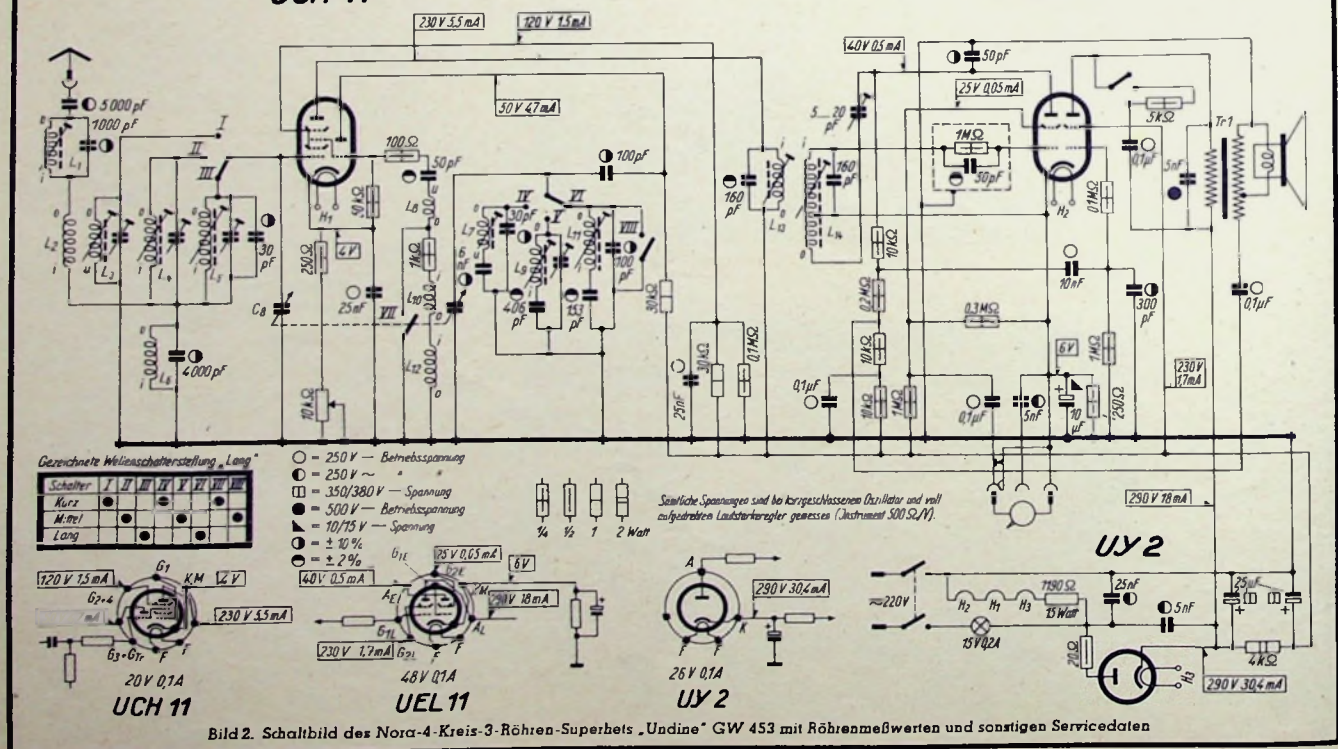 230 V 5,5 mA
120 V 1,5 mA
40V 0,5 mA
50 pF
25 V 0,05 mA
50 V 4,7 mA
5 000 pF
1000 pF
I
II
III
L1
L2
L3
L4
L5
L6
30 pF
4 000 pF
C8
H1
4 V
250 Ω
10 kΩ
50 kΩ
25 nF
VII
100 Ω
50 pF
L8
1 kΩ
L10
L12
100 pF
IV
V
VI
VIII
L7
30 pF
L9
L11
100 pF
406 pF
153 pF
30 kΩ
25 nF
30 kΩ
0,1 MΩ
160 pF
L13
5...20 pF
160 pF
L14
1 MΩ
50 pF
H2
10 kΩ
0,2 MΩ
10 kΩ
10 kΩ
0,1 µF
1 MΩ
0,3 MΩ
0,1 µF
5 nF
6 V
10 µF
250 Ω
0,1 MΩ
10 nF
300 pF
1 MΩ
5 kΩ
0,1 µF
5 nF
Tr1
0,1 µF
230 V 1,7 mA
Gezeichnete Wellenschalterstellung „Lang"
Schalter I II III IV V VI VII VIII
Kurz
Mittel
Lang
= 250 V — Betriebsspannung
= 250 V ~ " "
= 350/380 V — Spannung
= 500 V — Betriebsspannung
= 10/15 V — Spannung
= ± 10 %
= ± 2 %
1/4 1/2 1 2 Watt
Sämtliche Spannungen sind bei kurzgeschlossenem Oszillator und voll
aufgedrehtem Lautstärkeregler gemessen (Instrument 500 Ω/V).
290 V 18 mA
UY 2
120 V 1,5 mA
G1
K,M
4 V
G2+4
230 V 5,5 mA
G3+GTr
F
F
20 V 0,1 A
UCH 11
G1E
25 V 0,05 mA
G2E
40 V 0,5 mA
AE
6V
290 V 18 mA
AL
G1L
230 V 1,7 mA
G2L
F
F
48 V 0,1 A
UEL 11
A
290 V 30,4 mA
K
F
F
26 V 0,1 A
UY 2
≈ 220 V
H2
H1
H3
1190 Ω
15 Watt
15 V 0,2 A
20 Ω
25 nF
5 nF
25 µF
4 kΩ
H3
290 V 30,4 mA
Bild 2. Schaltbild des Nora-4-Kreis-3-Röhren-Superhets „Undine" GW 453 mit Röhrenmeßwerten und sonstigen Servicedaten